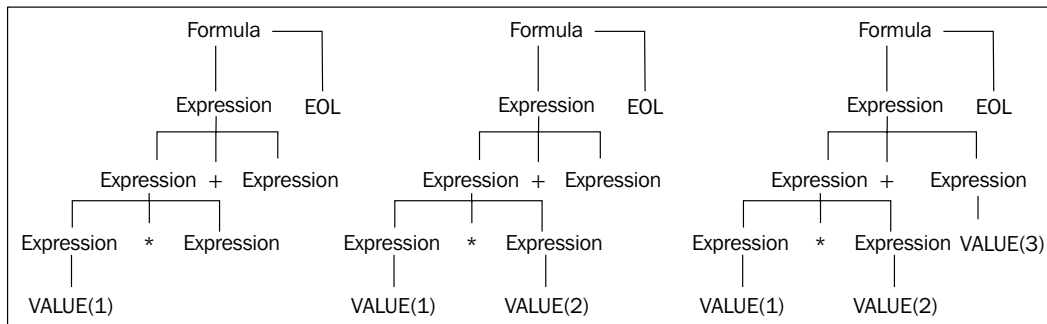 Formula Formula Formula
Expression EOL Expression EOL Expression EOL
Expression + Expression Expression + Expression Expression + Expression
Expression * Expression Expression * Expression Expression * Expression VALUE(3)
VALUE(1) VALUE(1) VALUE(2) VALUE(1) VALUE(2)